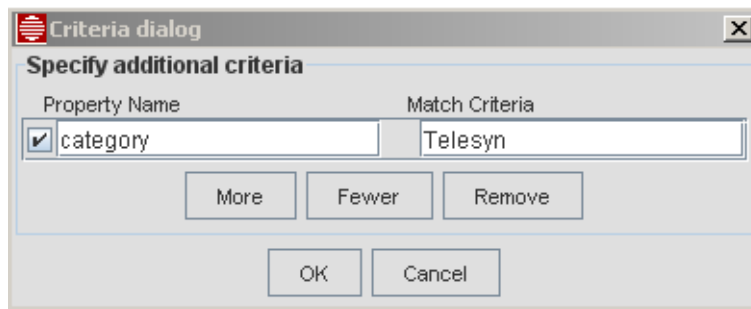 Criteria dialog
Specify additional criteria
Property Name Match Criteria
category Telesyn
More Fewer Remove
OK Cancel